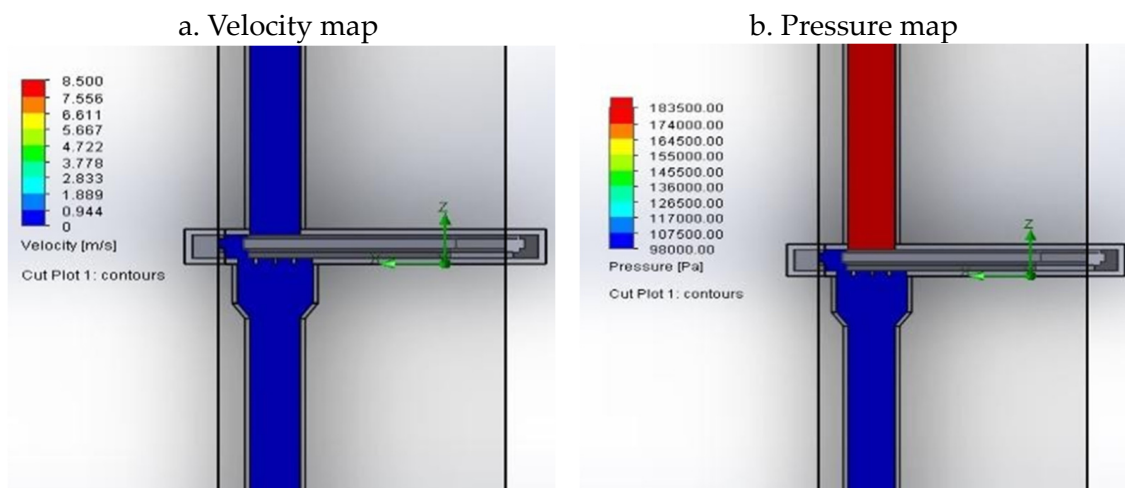 a. Velocity map
8.500
7.556
6.611
5.667
4.722
3.778
2.833
1.889
0.944
0
Velocity [m/s]
Cut Plot 1: contours
Z
X
b. Pressure map
183500.00
174000.00
164500.00
155000.00
145500.00
136000.00
126500.00
117000.00
107500.00
98000.00
Pressure [Pa]
Cut Plot 1: contours
Z